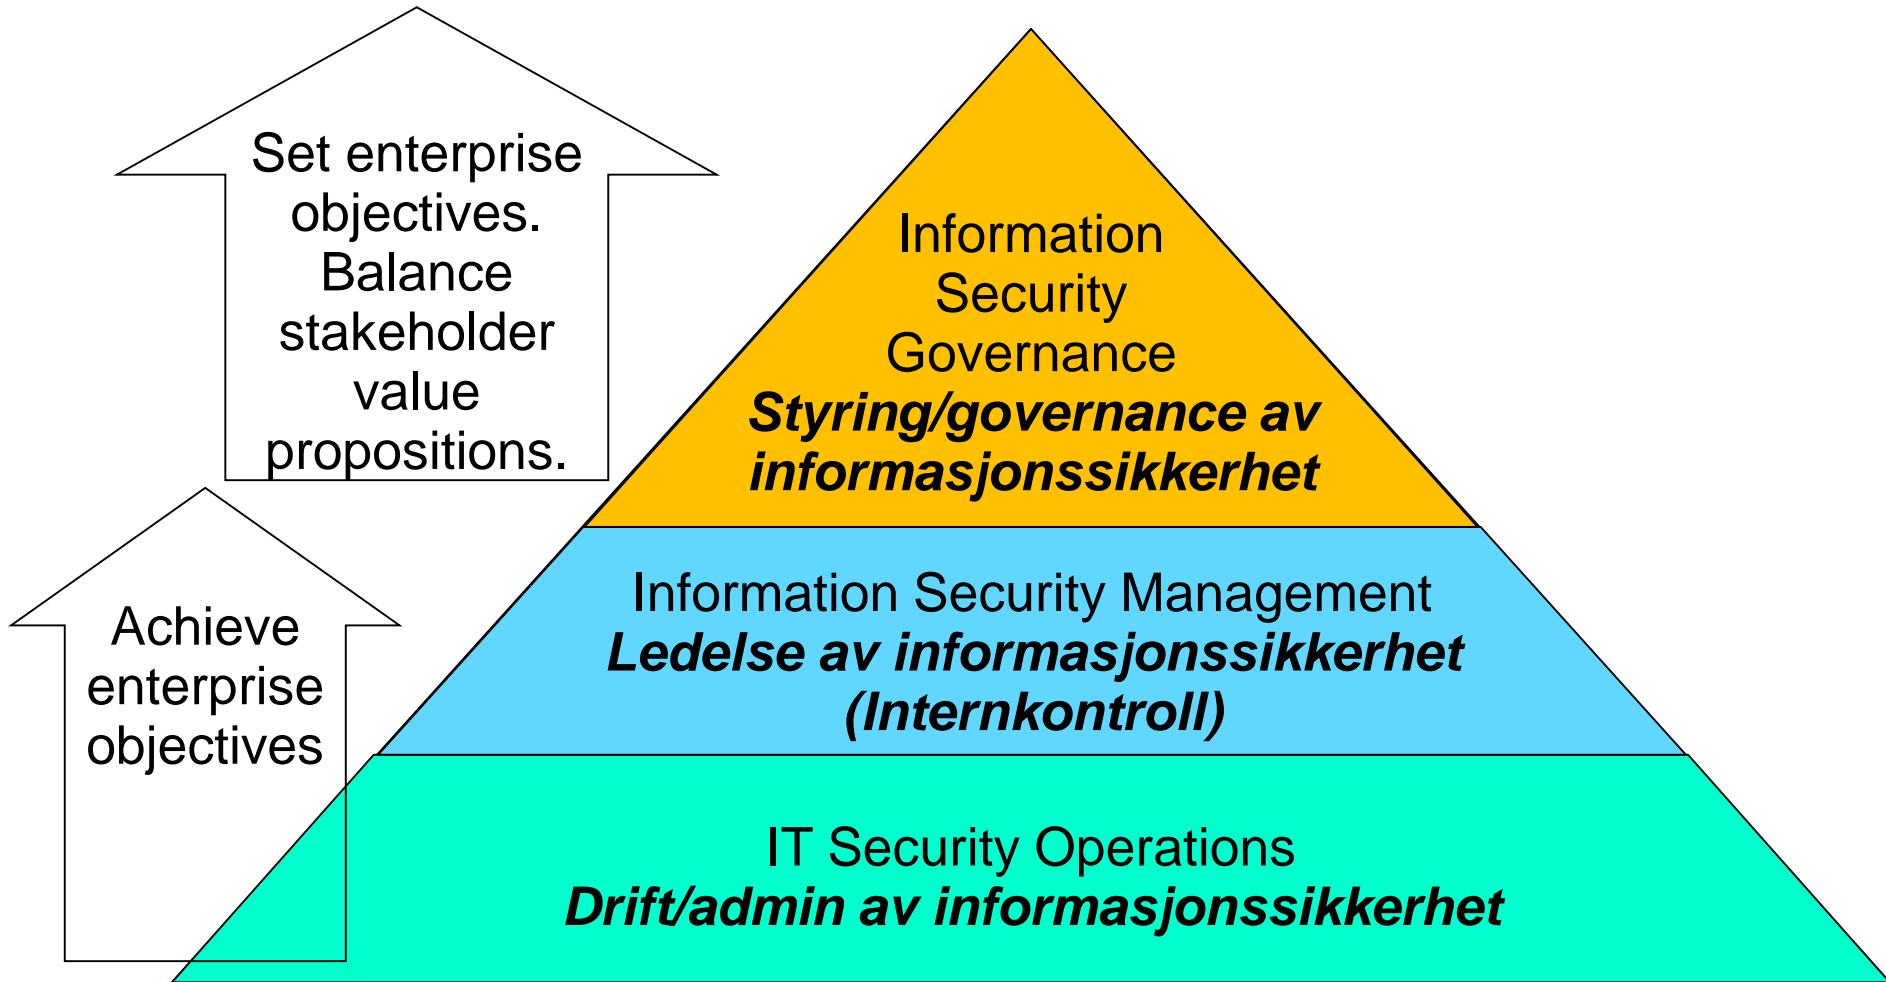 Set enterprise
objectives.
Balance
stakeholder
value
propositions.
Achieve
enterprise
objectives
Information
Security
Governance
Styring/governance av
informasjonssikkerhet
Information Security Management
Ledelse av informasjonssikkerhet
(Internkontroll)
IT Security Operations
Drift/admin av informasjonssikkerhet